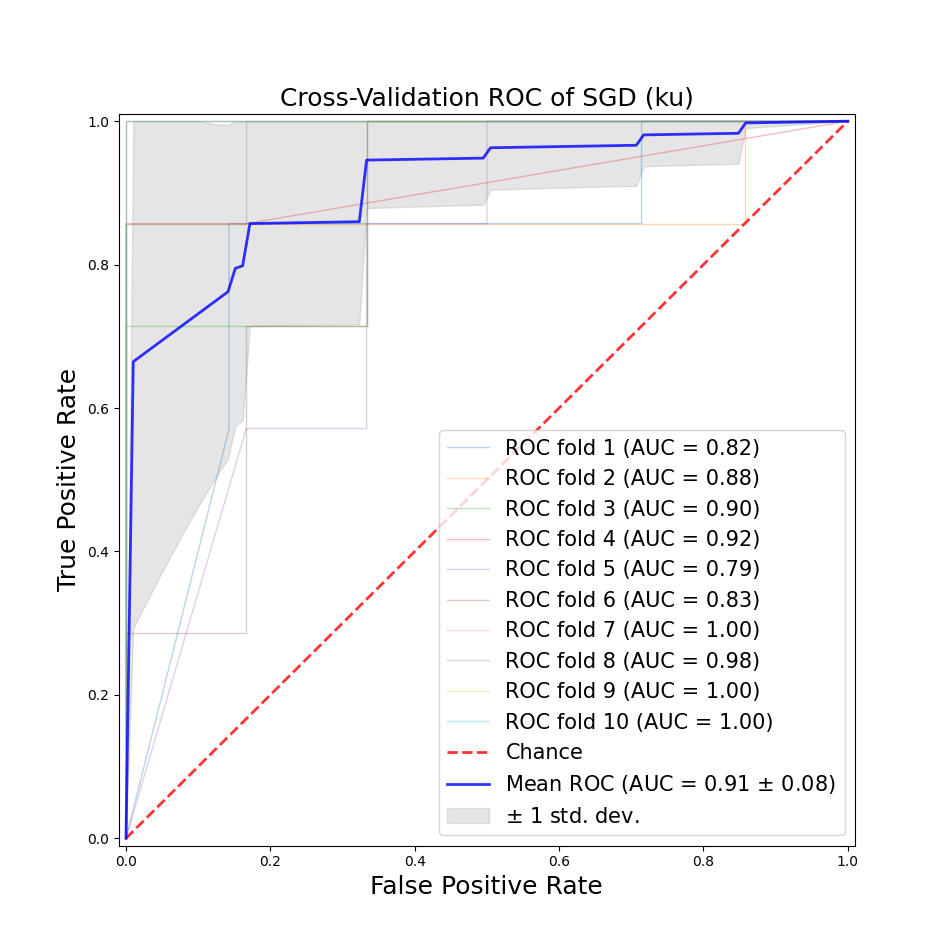 Cross-Validation ROC of SGD (ku)
1.0
0.8
0.6
0.4
0.2
0.0
True Positive Rate
ROC fold 1 (AUC = 0.82)
ROC fold 2 (AUC = 0.88)
ROC fold 3 (AUC = 0.90)
ROC fold 4 (AUC = 0.92)
ROC fold 5 (AUC = 0.79)
ROC fold 6 (AUC = 0.83)
ROC fold 7 (AUC = 1.00)
ROC fold 8 (AUC = 0.98)
ROC fold 9 (AUC = 1.00)
ROC fold 10 (AUC = 1.00)
Chance
Mean ROC (AUC = 0.91 ± 0.08)
± 1 std. dev.
0.0 0.2 0.4 0.6 0.8 1.0
False Positive Rate